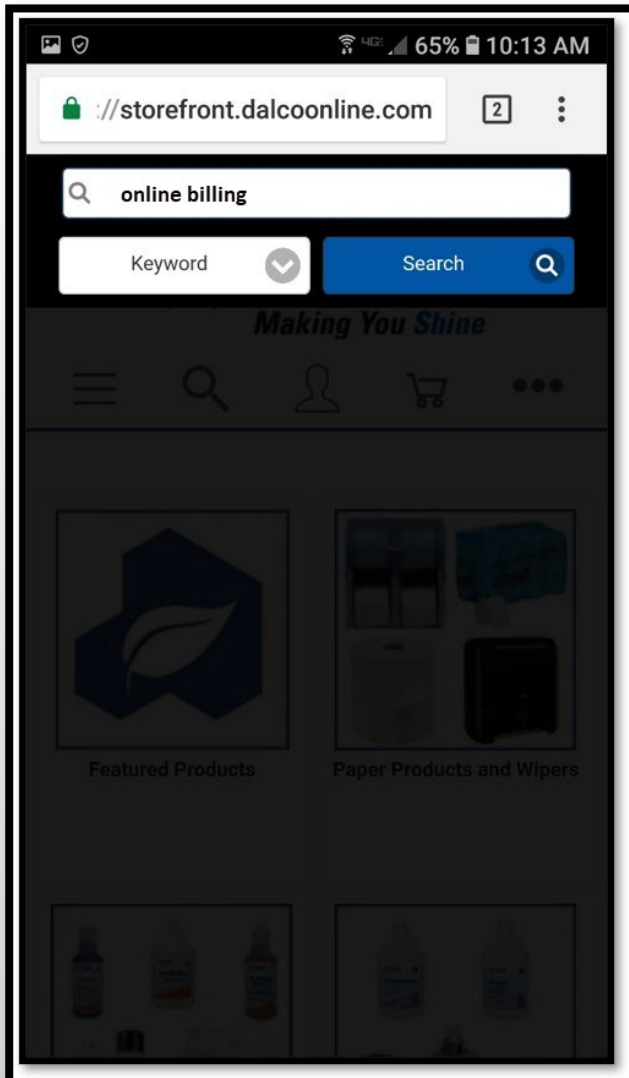 4G 65% 10:13 AM
://storefront.dalcoonline.com 2
online billing
Keyword Search
Making You Shine
Featured Products Paper Products and Wipers